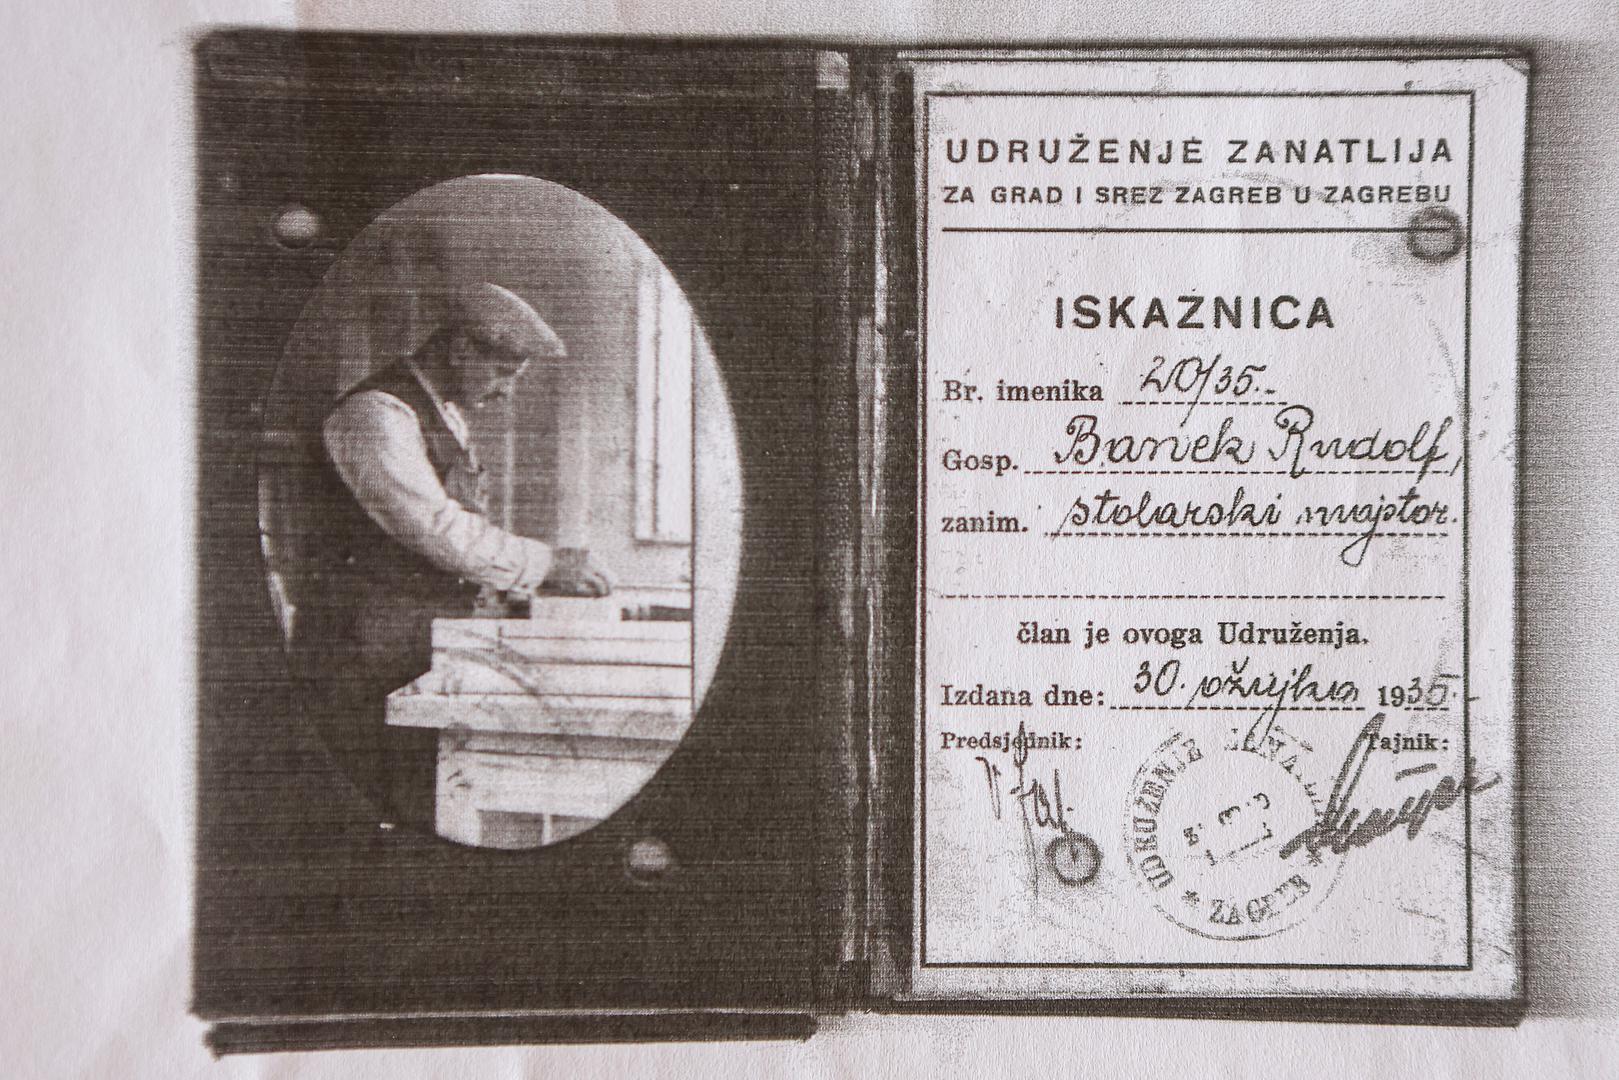 UDRUŽENJE ZANATLIJA
ZA GRAD I SREZ ZAGREB U ZAGREBU
ISKAZNICA
Br. imenika 20/35.-
Gosp. Banek Rudolf,
zanim. stolarski majstor.
član je ovoga Udruženja.
Izdana dne: 30. ožujka 1935.-
Predsjednik: Tajnik:
UDRUŽENJE
* ZAGREB *